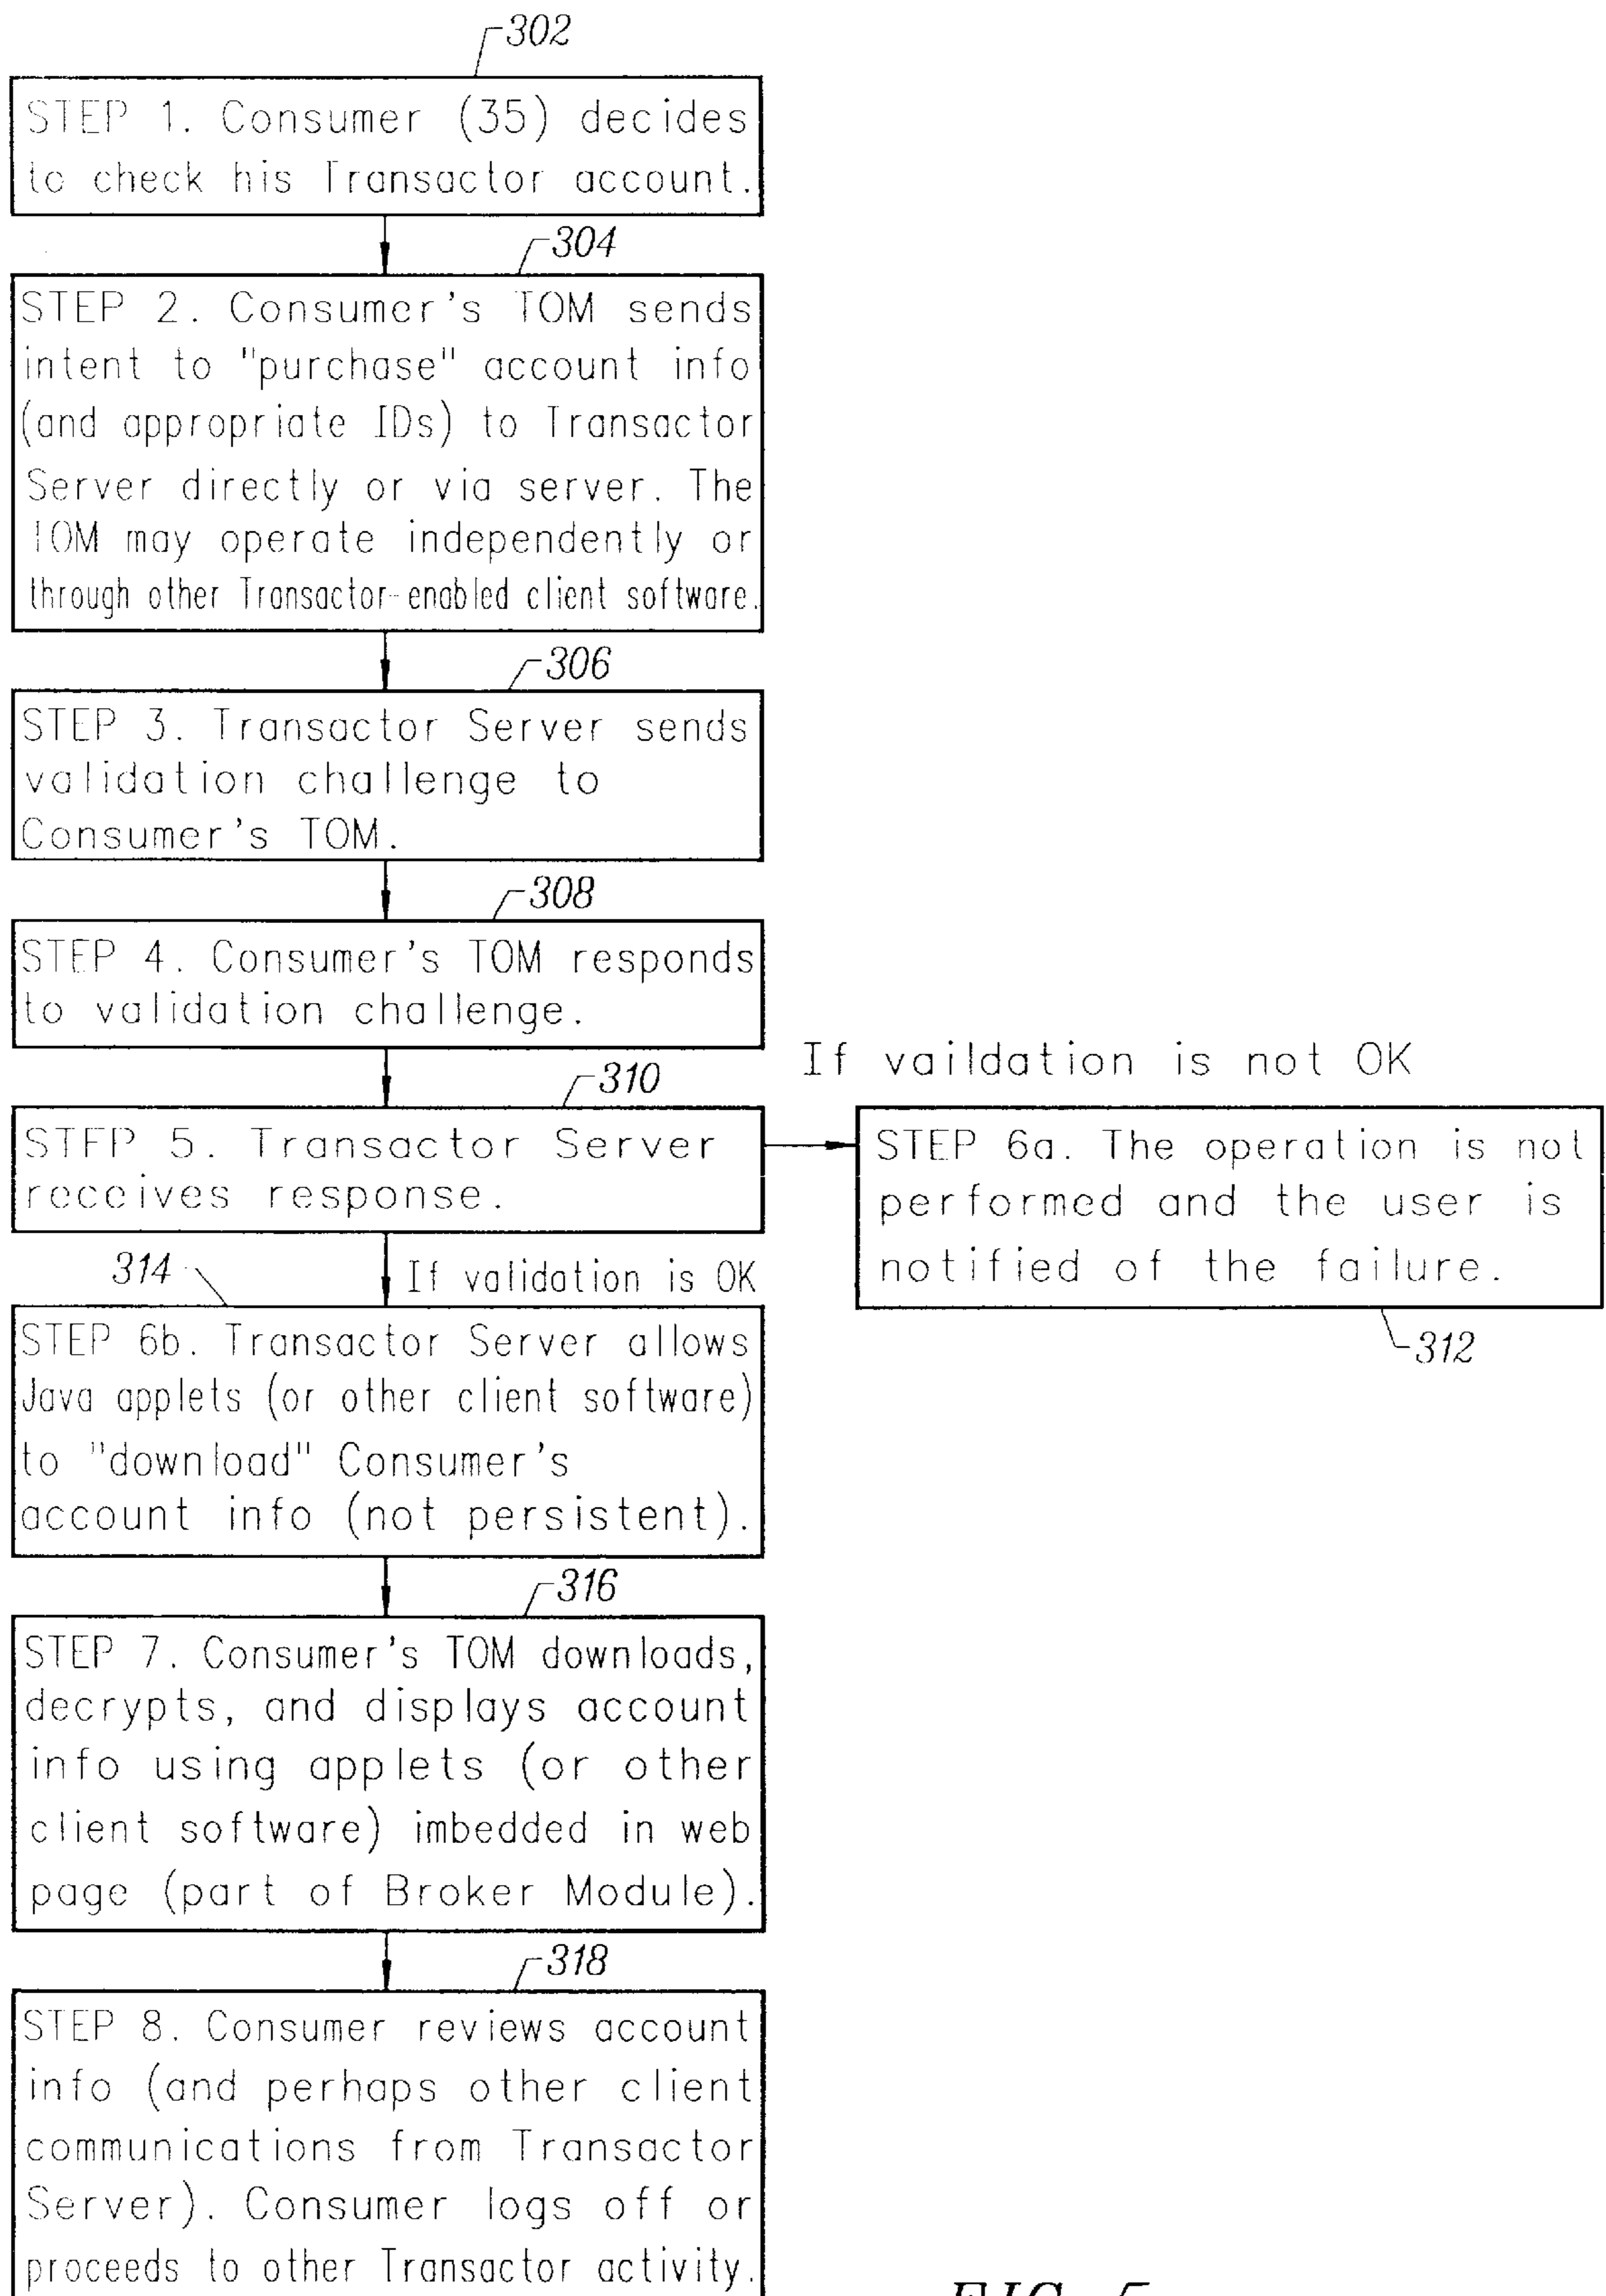 302
STEP 1. Consumer (35) decides
to check his Transactor account.
304
STEP 2. Consumer's TOM sends
intent to "purchase" account info
(and appropriate IDs) to Transactor
Server directly or via server. The
TOM may operate independently or
through other Transactor-enabled client software.
306
STEP 3. Transactor Server sends
validation challenge to
Consumer's TOM.
308
STEP 4. Consumer's TOM responds
to validation challenge.
310
STEP 5. Transactor Server
receives response.
If vaildation is not OK
STEP 6a. The operation is not
performed and the user is
notified of the failure.
312
314
If validation is OK
STEP 6b. Transactor Server allows
Java applets (or other client software)
to "download" Consumer's
account info (not persistent).
316
STEP 7. Consumer's TOM downloads,
decrypts, and displays account
info using applets (or other
client software) imbedded in web
page (part of Broker Module).
318
STEP 8. Consumer reviews account
info (and perhaps other client
communications from Transactor
Server). Consumer logs off or
proceeds to other Transactor activity.
FIG. 5